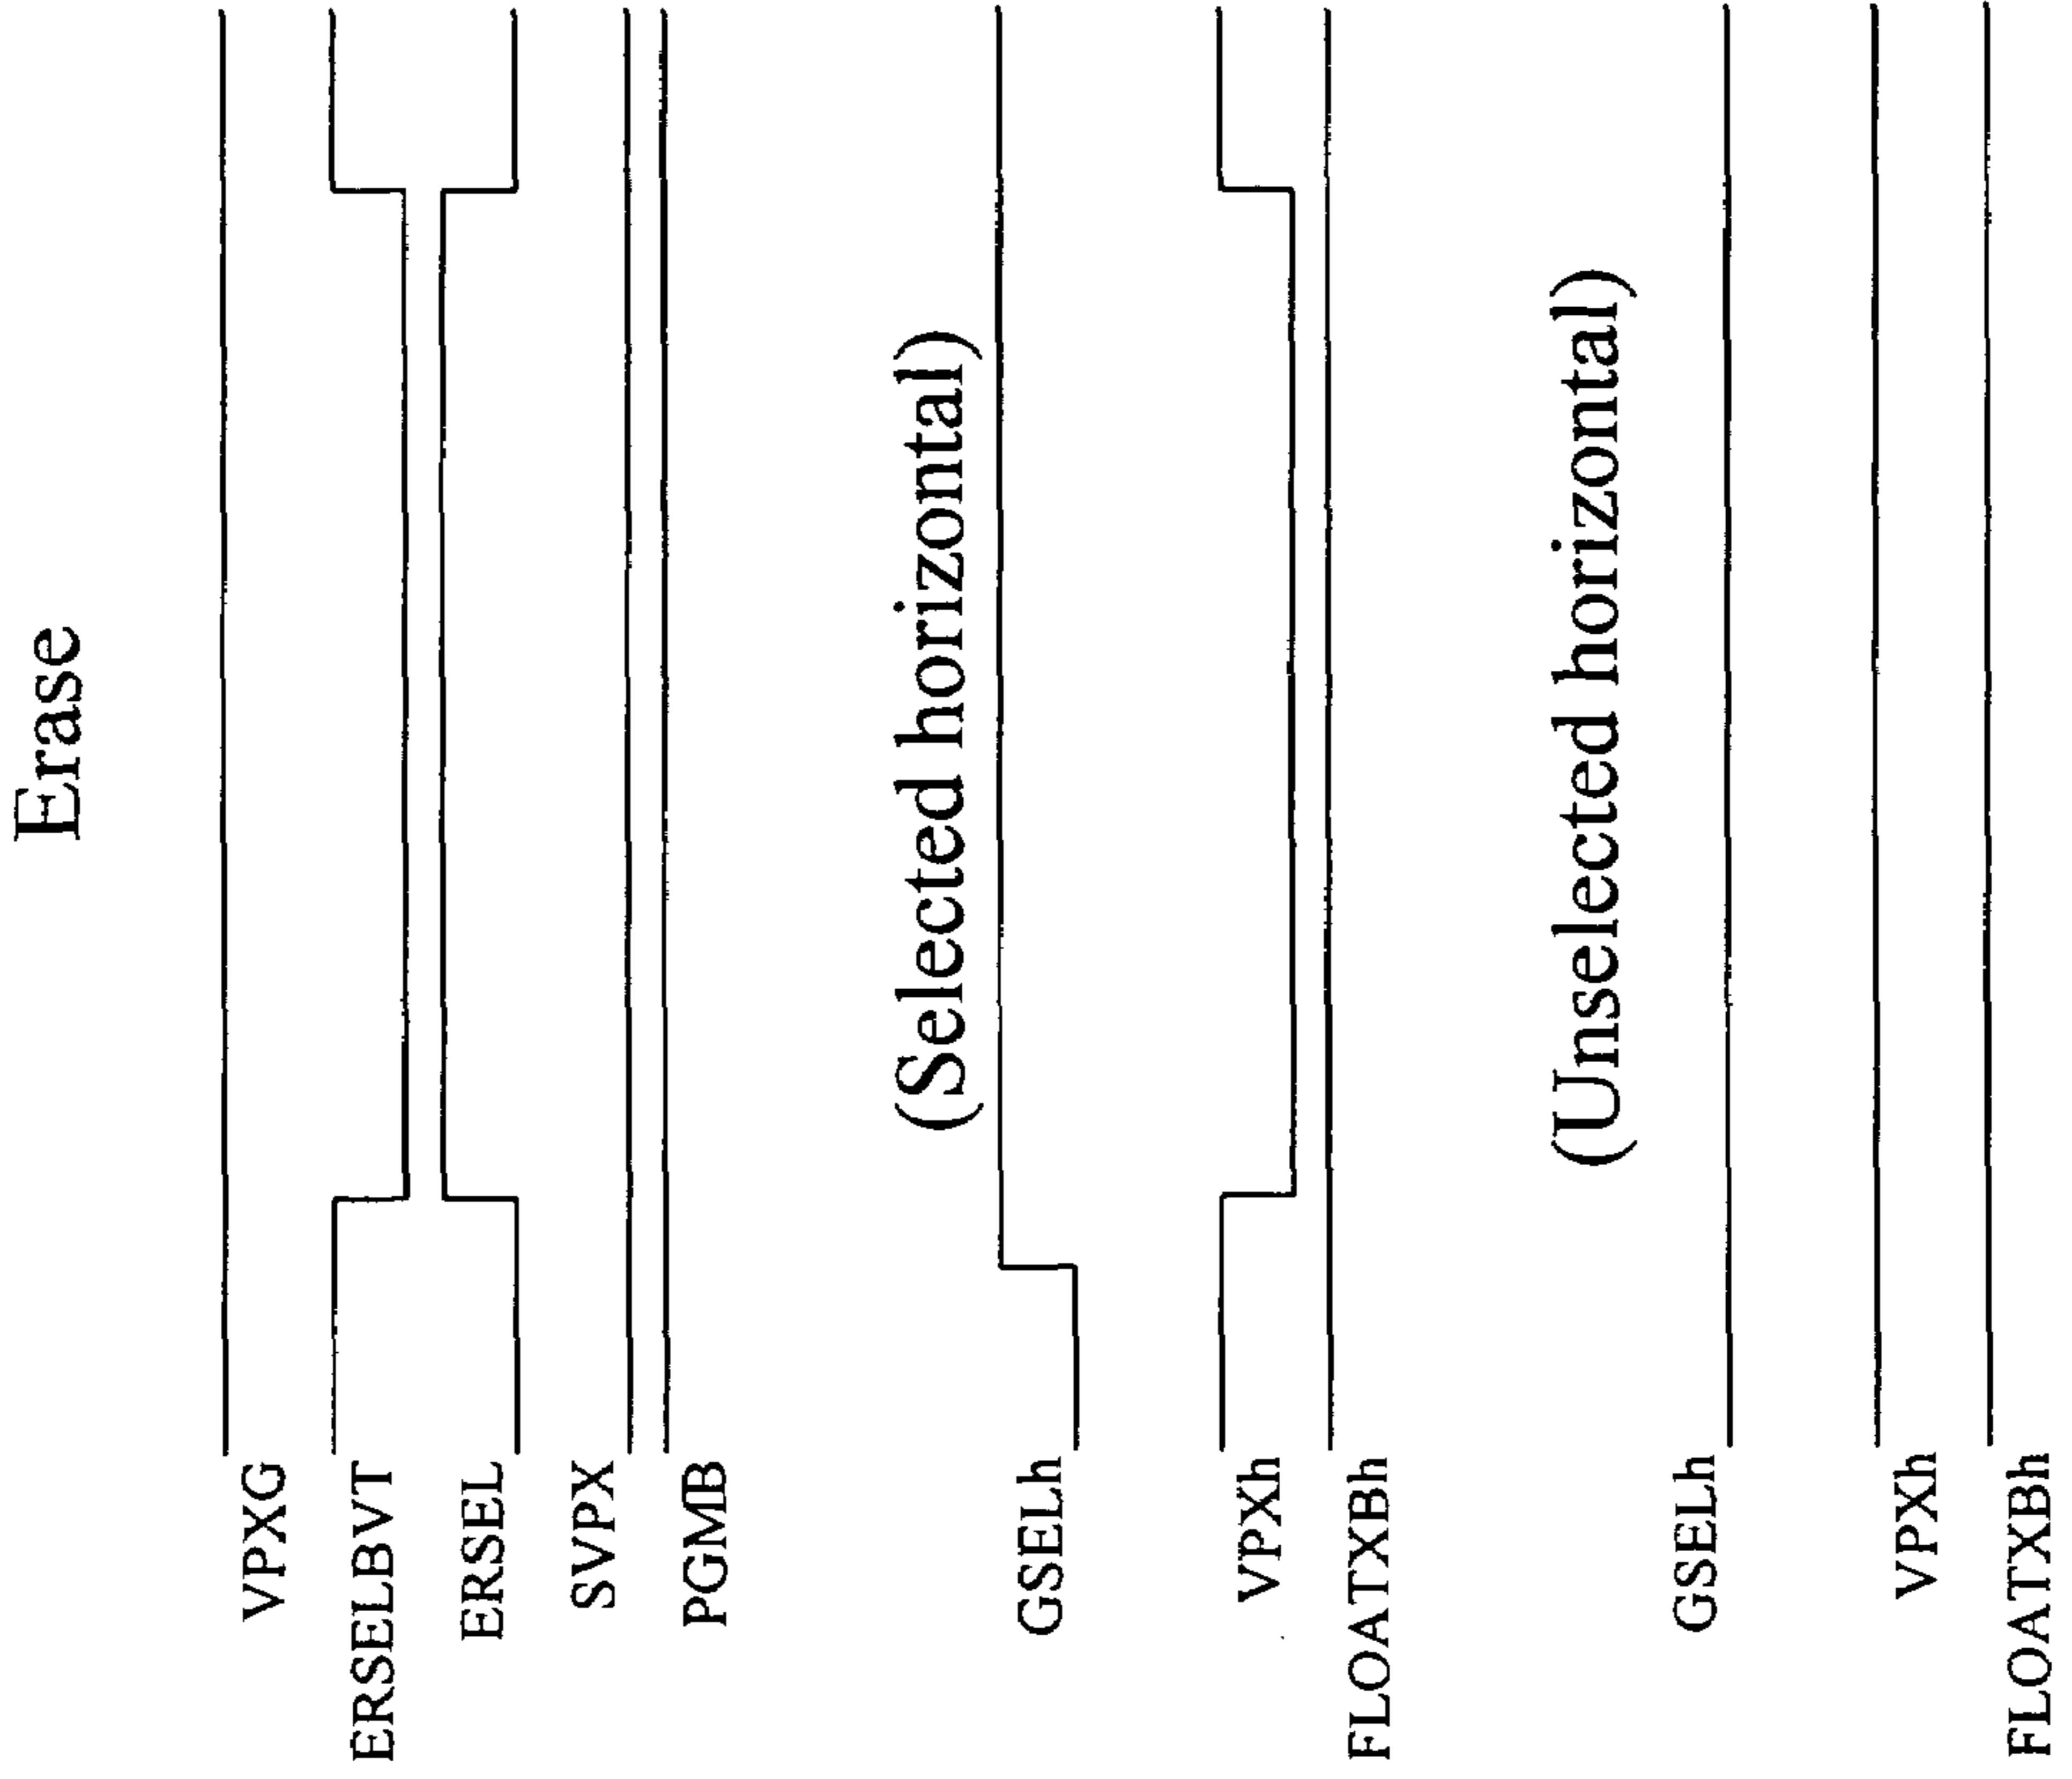 Erase
VPXG
ERSELBVT
ERSEL
SVPX
PGMB
(Selected horizontal)
GSELh
VPXh
FLOATXBh
(Unselected horizontal)
GSELh
VPXh
FLOATXBh